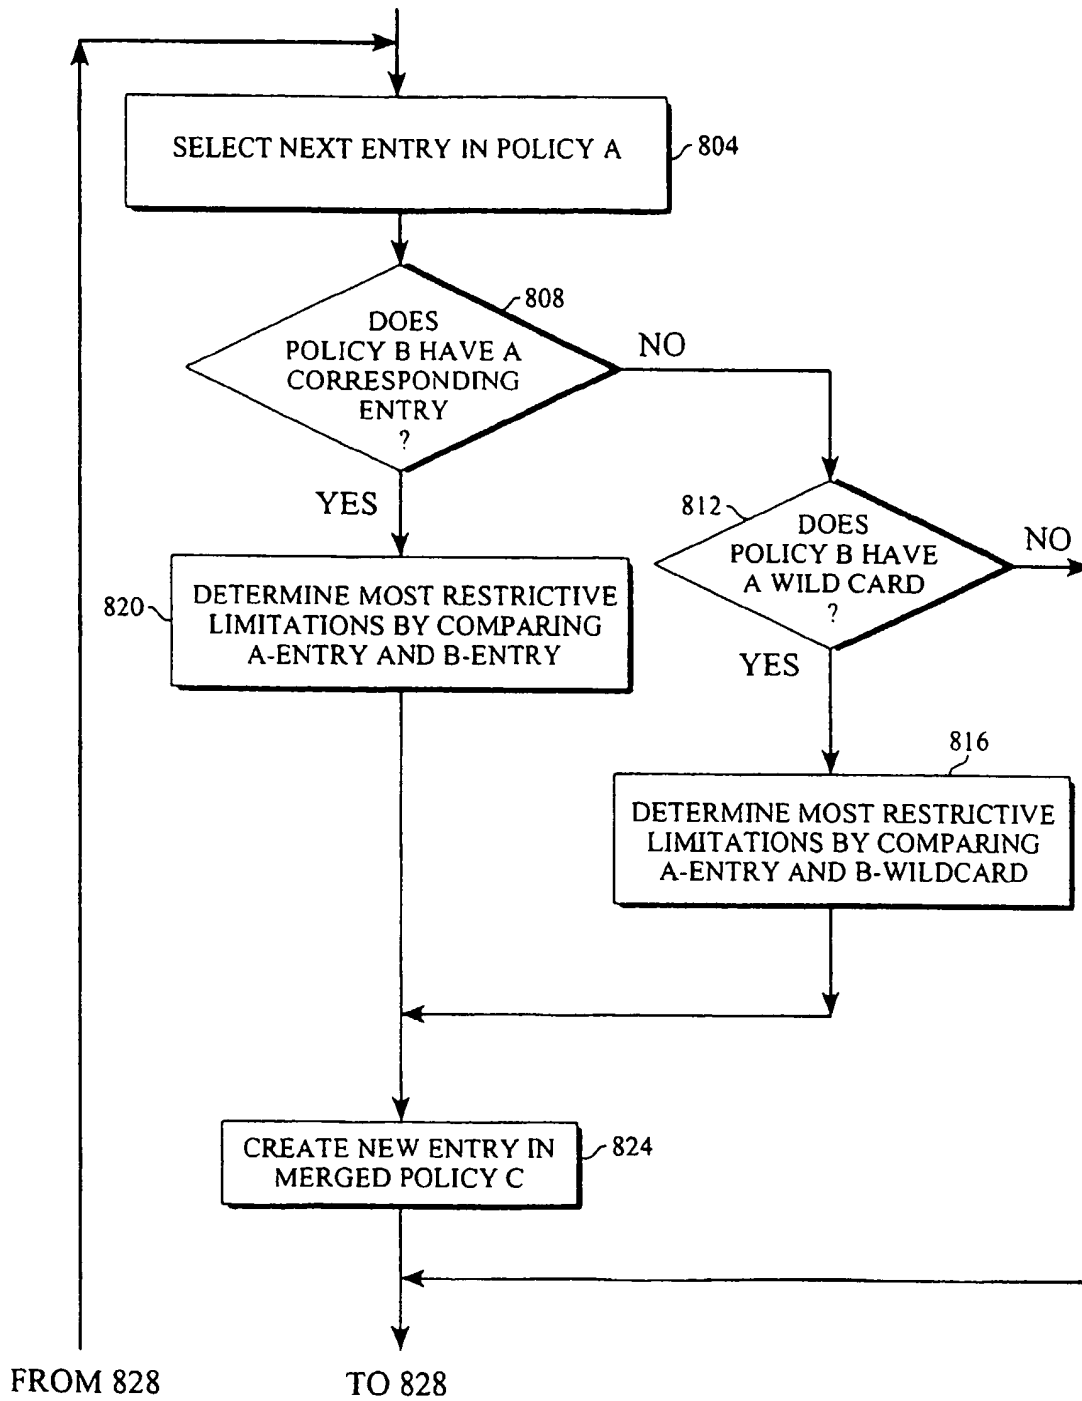 SELECT NEXT ENTRY IN POLICY A
804
808
DOES
POLICY B HAVE A
CORRESPONDING
ENTRY
?
NO
YES
812
DOES
POLICY B HAVE
A WILD CARD
?
NO
YES
820
DETERMINE MOST RESTRICTIVE
LIMITATIONS BY COMPARING
A-ENTRY AND B-ENTRY
816
DETERMINE MOST RESTRICTIVE
LIMITATIONS BY COMPARING
A-ENTRY AND B-WILDCARD
CREATE NEW ENTRY IN
MERGED POLICY C
824
FROM 828
TO 828